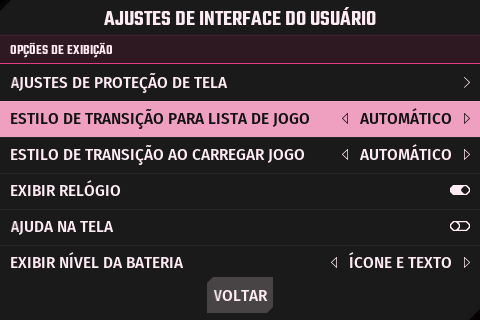 AJUSTES DE INTERFACE DO USUÁRIO
OPÇÕES DE EXIBIÇÃO
AJUSTES DE PROTEÇÃO DE TELA
ESTILO DE TRANSIÇÃO PARA LISTA DE JOGO AUTOMÁTICO
ESTILO DE TRANSIÇÃO AO CARREGAR JOGO AUTOMÁTICO
EXIBIR RELÓGIO
AJUDA NA TELA
EXIBIR NÍVEL DA BATERIA ÍCONE E TEXTO
VOLTAR